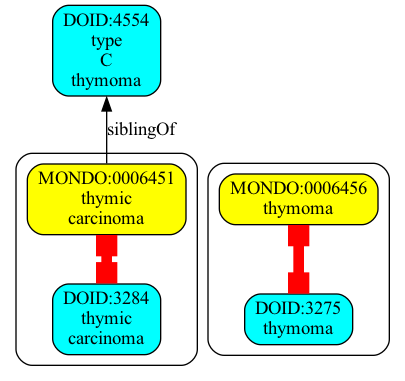 DOID:4554
type
C
thymoma
siblingOf
MONDO:0006451
thymic
carcinoma
MONDO:0006456
thymoma
DOID:3284
thymic
carcinoma
DOID:3275
thymoma